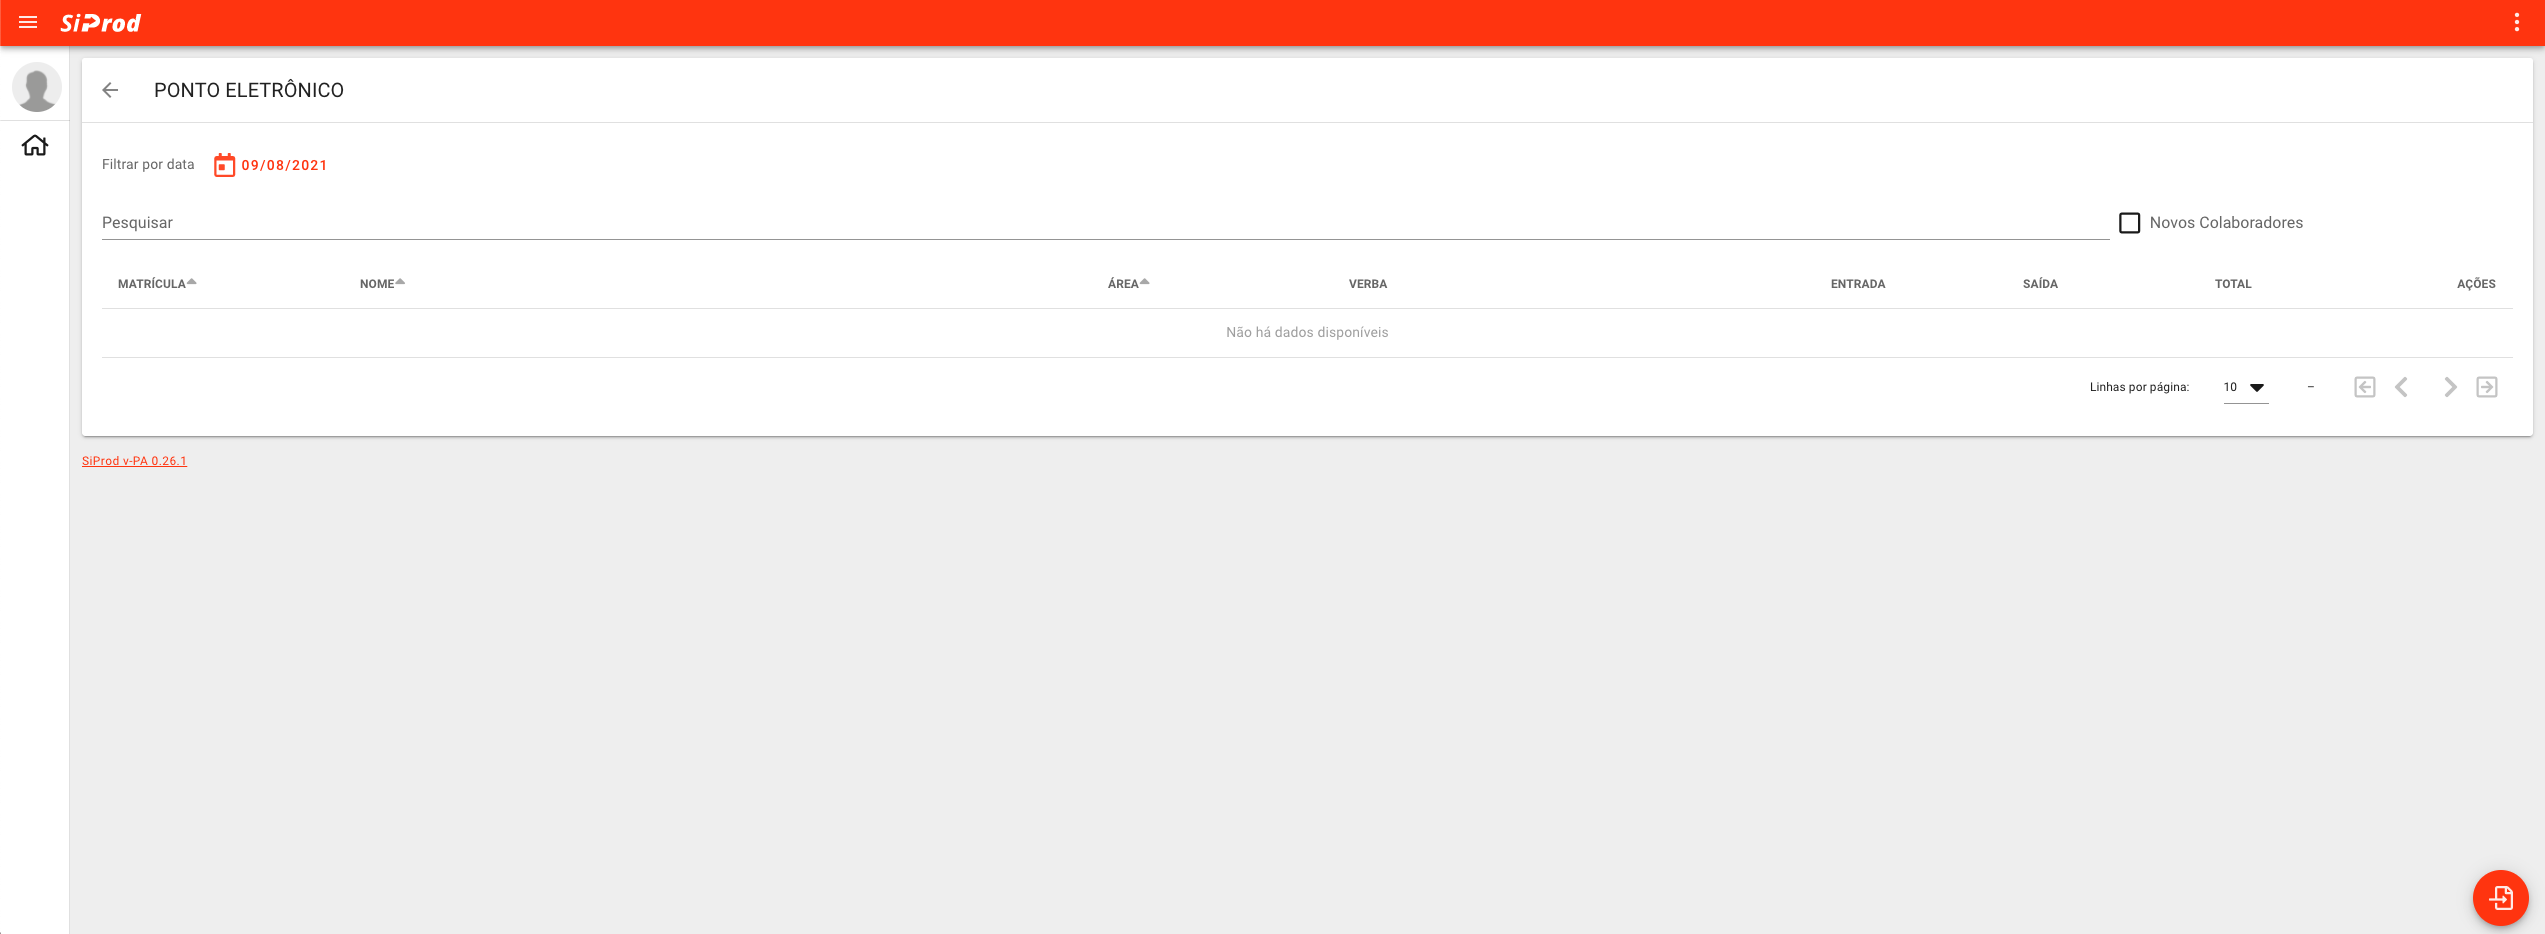 SiProd
PONTO ELETRÔNICO
Filtrar por data 09/08/2021
Pesquisar Novos Colaboradores
MATRÍCULA NOME ÁREA VERBA ENTRADA SAÍDA TOTAL AÇÕES
Não há dados disponíveis
Linhas por página: 10 –
SiProd v-PA 0.26.1